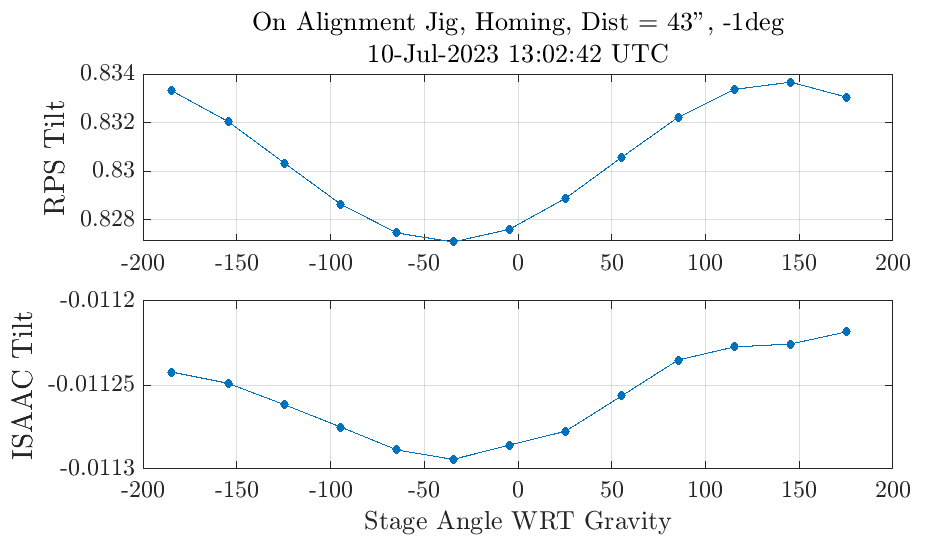 On Alignment Jig, Homing, Dist = 43", -1deg
10-Jul-2023 13:02:42 UTC
RPS Tilt
0.834
0.832
0.83
0.828
-200 -150 -100 -50 0 50 100 150 200
ISAAC Tilt
-0.0112
-0.01125
-0.0113
-200 -150 -100 -50 0 50 100 150 200
Stage Angle WRT Gravity